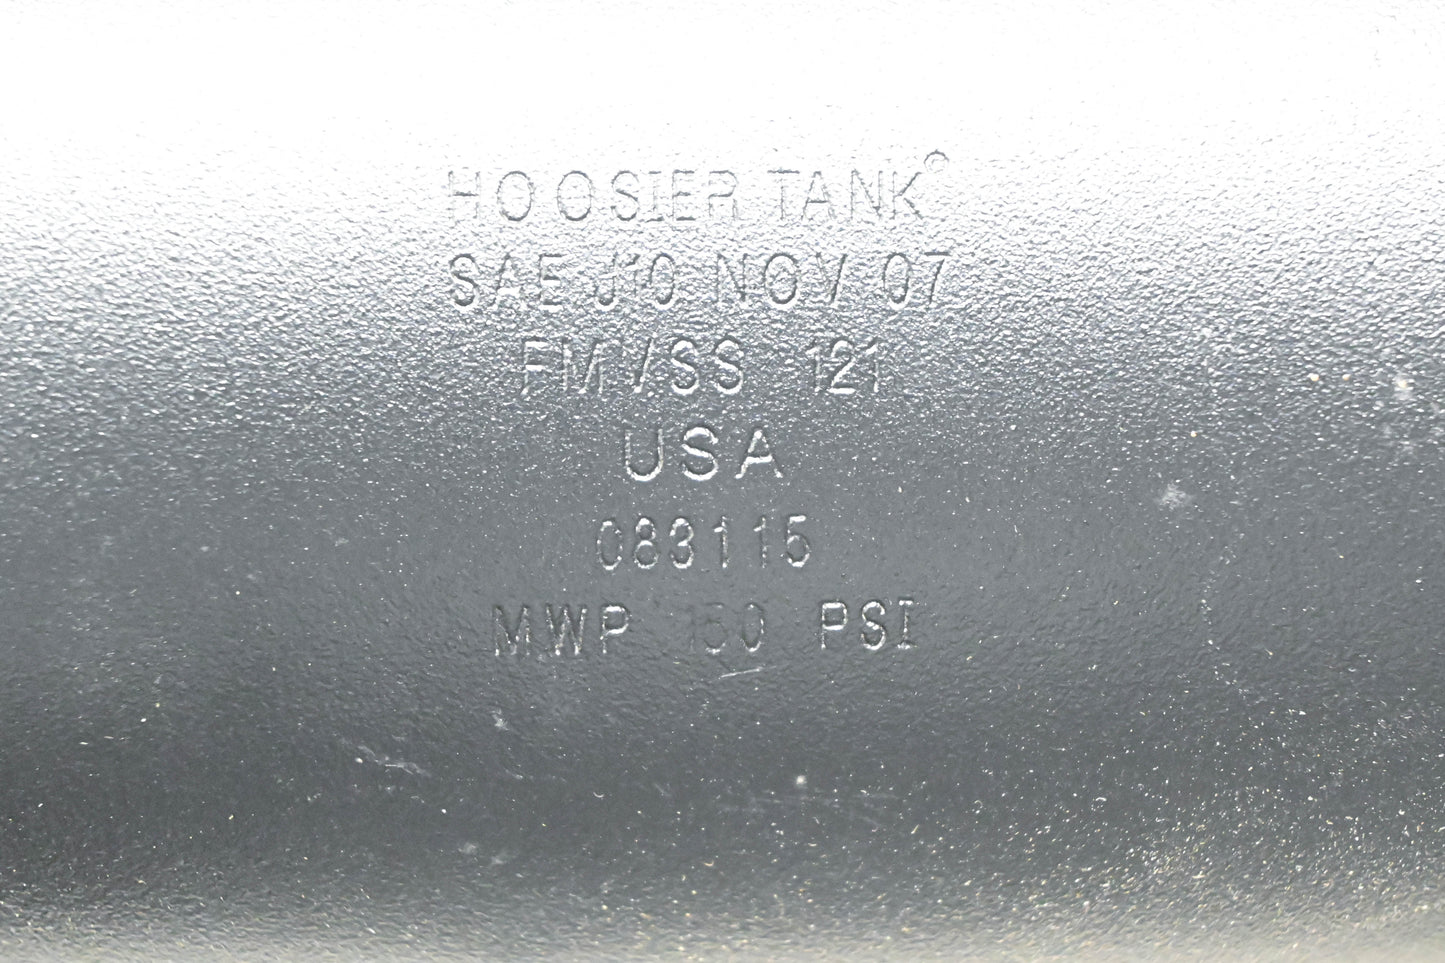 HOOSIER TANK©
SAE J10 NOV 07
FMVSS 121
USA
083115
MWP 150 PSI